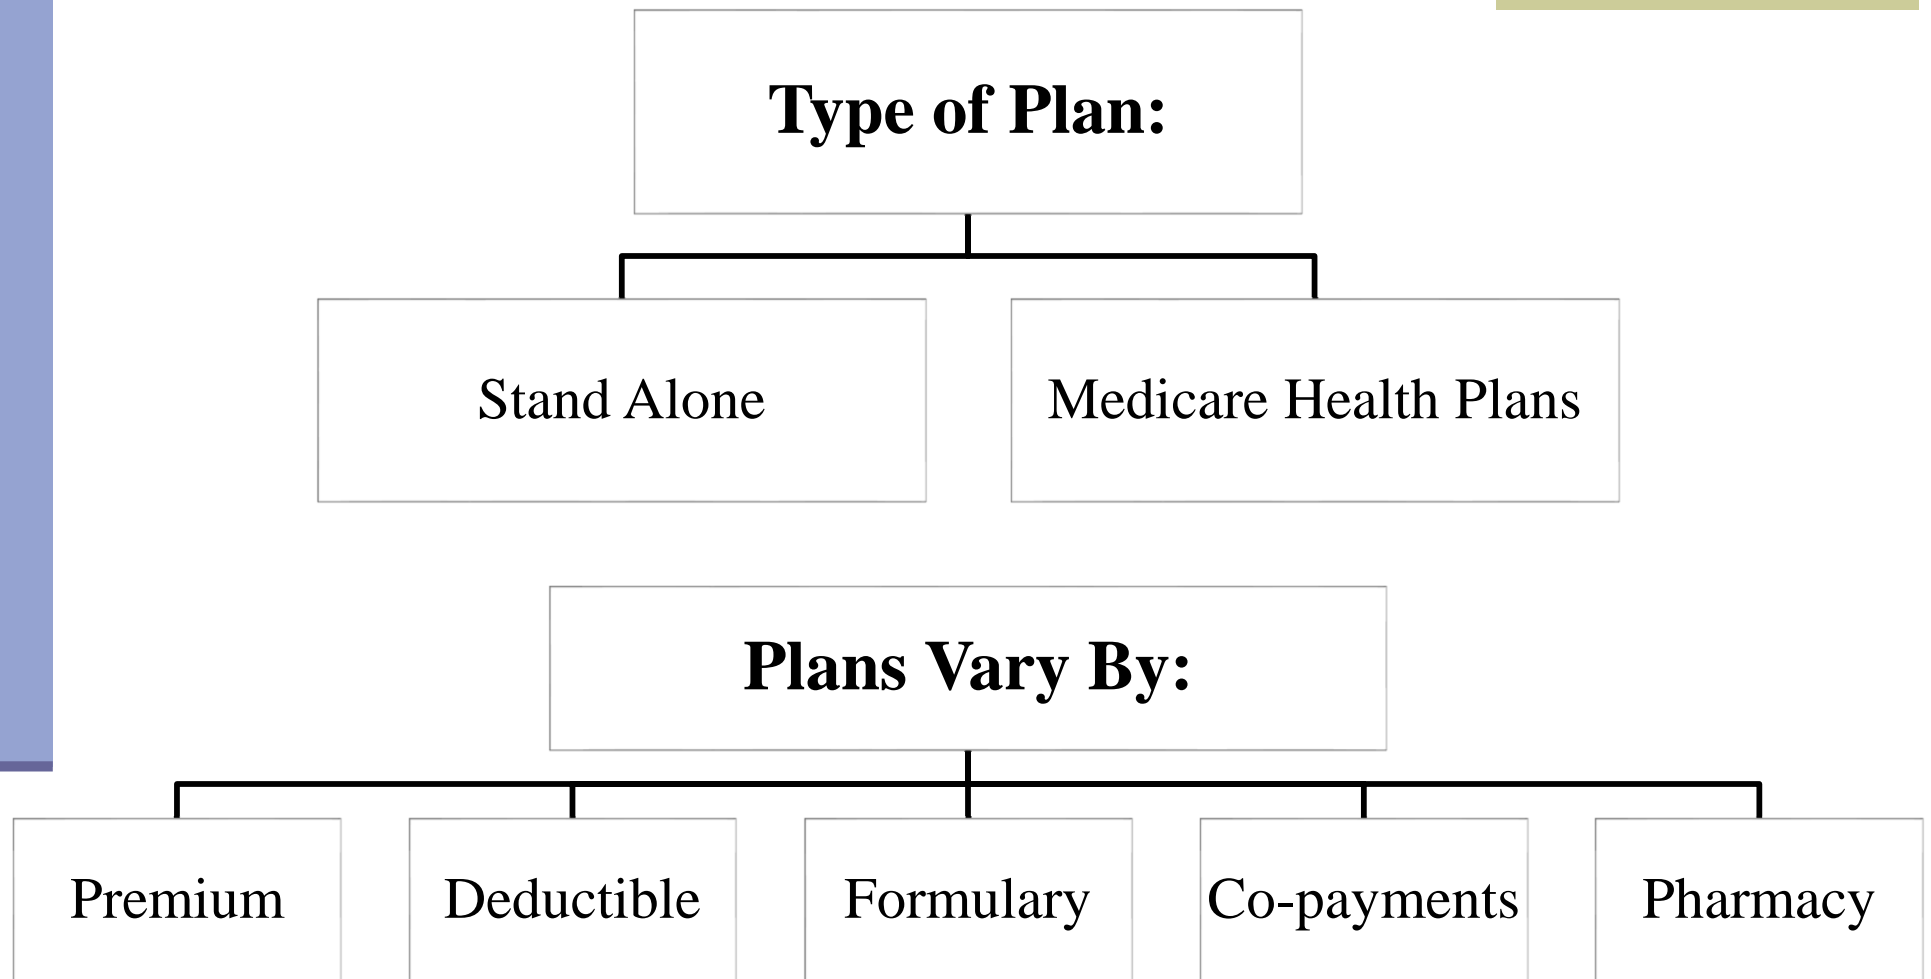 Type of Plan:
Stand Alone
Medicare Health Plans
Plans Vary By:
Premium
Deductible
Formulary
Co-payments
Pharmacy